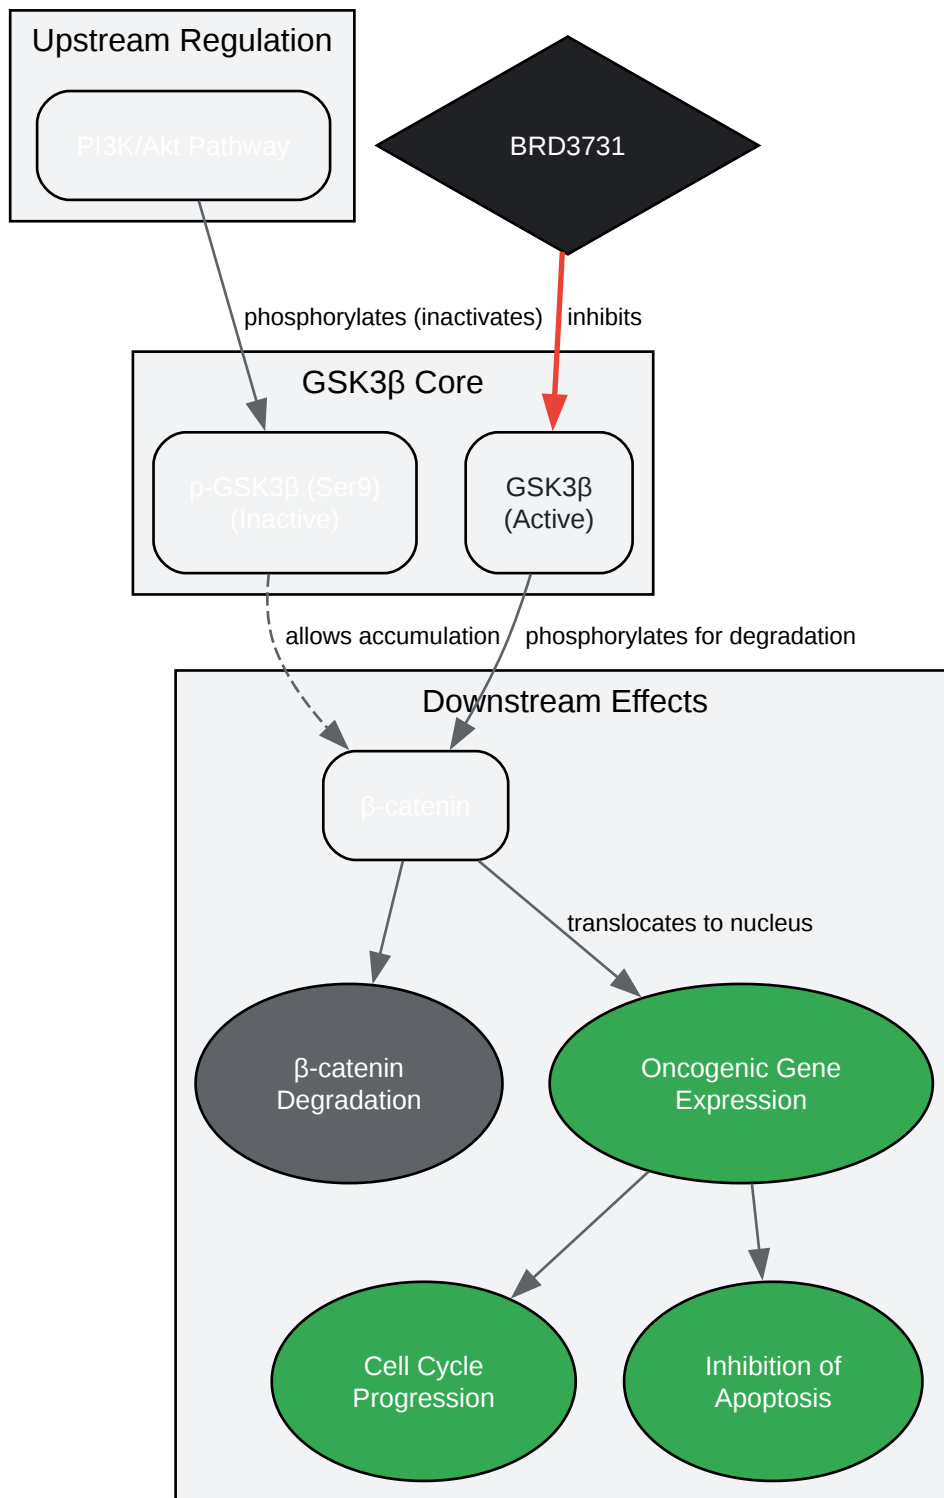 Upstream Regulation
PI3K/Akt Pathway
BRD3731
phosphorylates (inactivates)
inhibits
GSK3β Core
p-GSK3β (Ser9)
(Inactive)
GSK3β
(Active)
allows accumulation
phosphorylates for degradation
Downstream Effects
β-catenin
translocates to nucleus
β-catenin
Degradation
Oncogenic Gene
Expression
Cell Cycle
Progression
Inhibition of
Apoptosis